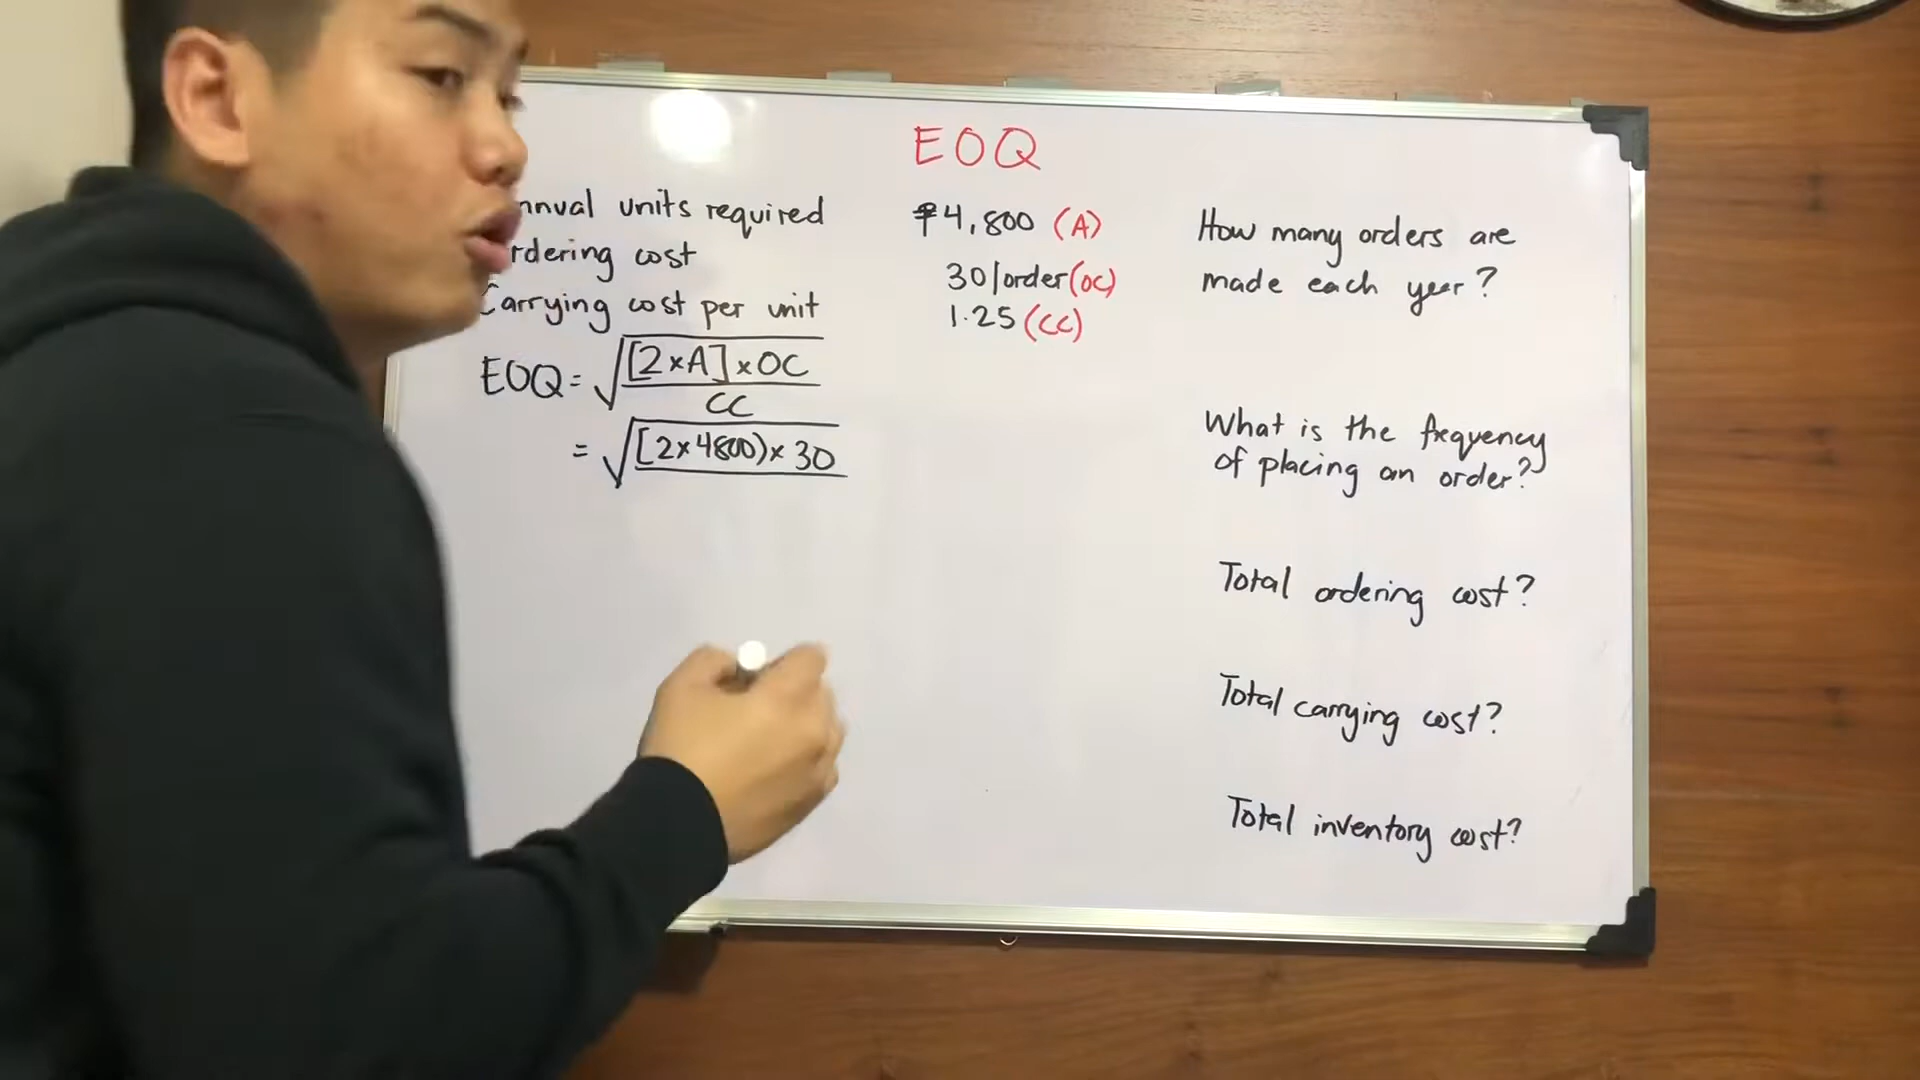 EOQ
nnual units required ₱4,800 (A)
rdering cost 30/order (OC)
Carrying cost per unit 1.25 (CC)
EOQ = √[2×A]×OC
CC
= √[2×4800)×30
How many orders are
made each year?
What is the frequency
of placing an order?
Total ordering cost?
Total carrying cost?
Total inventory cost?